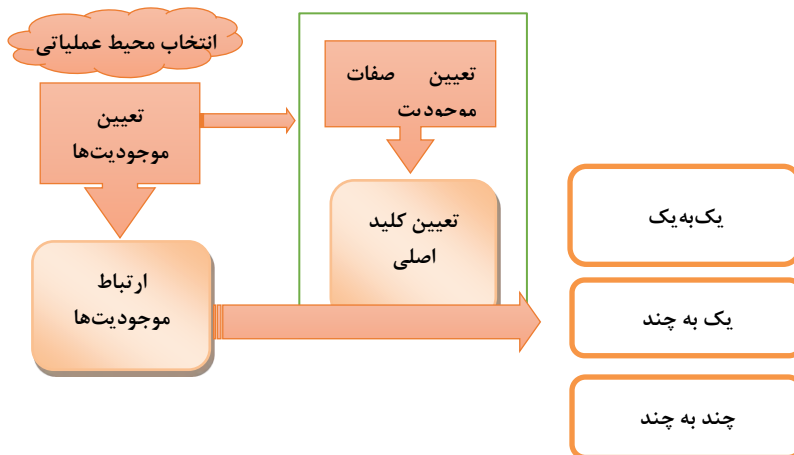 انتخاب محیط عملیاتی
تعیین
موجودیت‌ها
تعیین صفات
موجودیت
تعیین کلید
اصلی
ارتباط
موجودیت‌ها
یک‌به‌یک
یک به چند
چند به چند